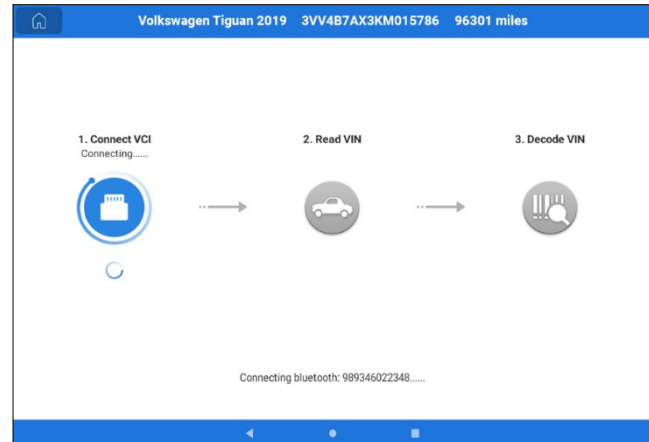 Volkswagen Tiguan 2019 3VV4B7AX3KM015786 96301 miles
1. Connect VCI
Connecting......
2. Read VIN
3. Decode VIN
Connecting bluetooth: 989346022348......